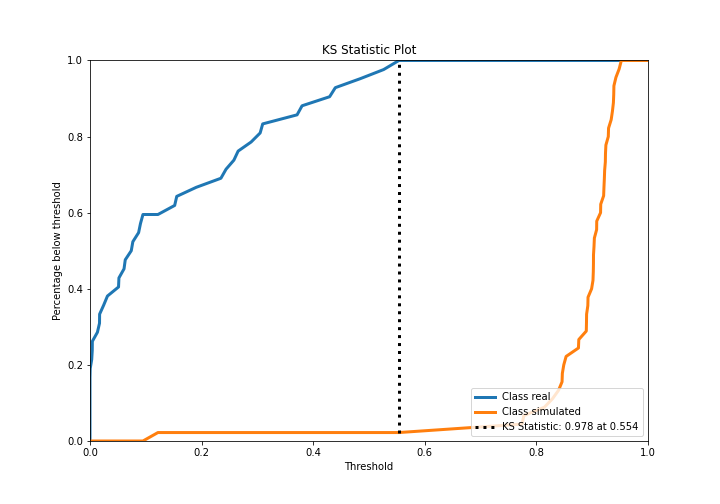 KS Statistic Plot
1.0
0.8
0.6
0.4
0.2
0.0
Percentage below threshold
0.0 0.2 0.4 0.6 0.8 1.0
Threshold
Class real
Class simulated
KS Statistic: 0.978 at 0.554